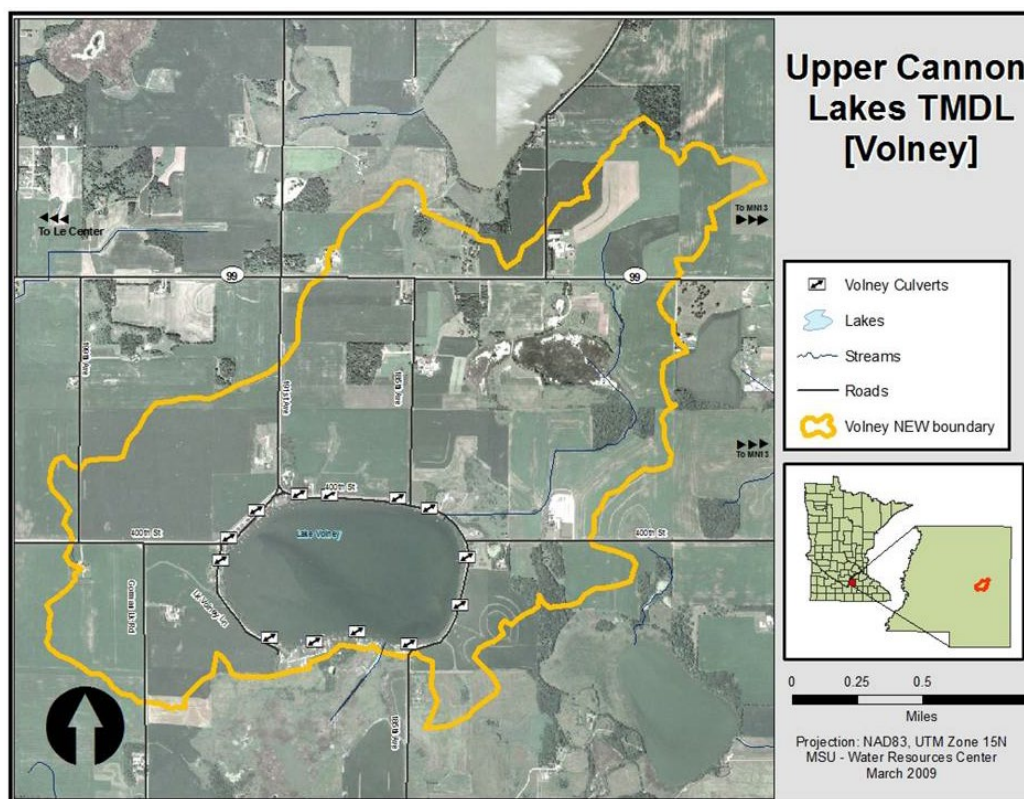 Upper Cannon
Lakes TMDL
[Volney]
To MN13
To Le Center
99
99
191st Ave
400th St
To MN13
400th St
400th St
Lake Volney
Volney Culverts
Lakes
Streams
Roads
Volney NEW boundary
0 0.25 0.5
Miles
Projection: NAD83, UTM Zone 15N
MSU - Water Resources Center
March 2009